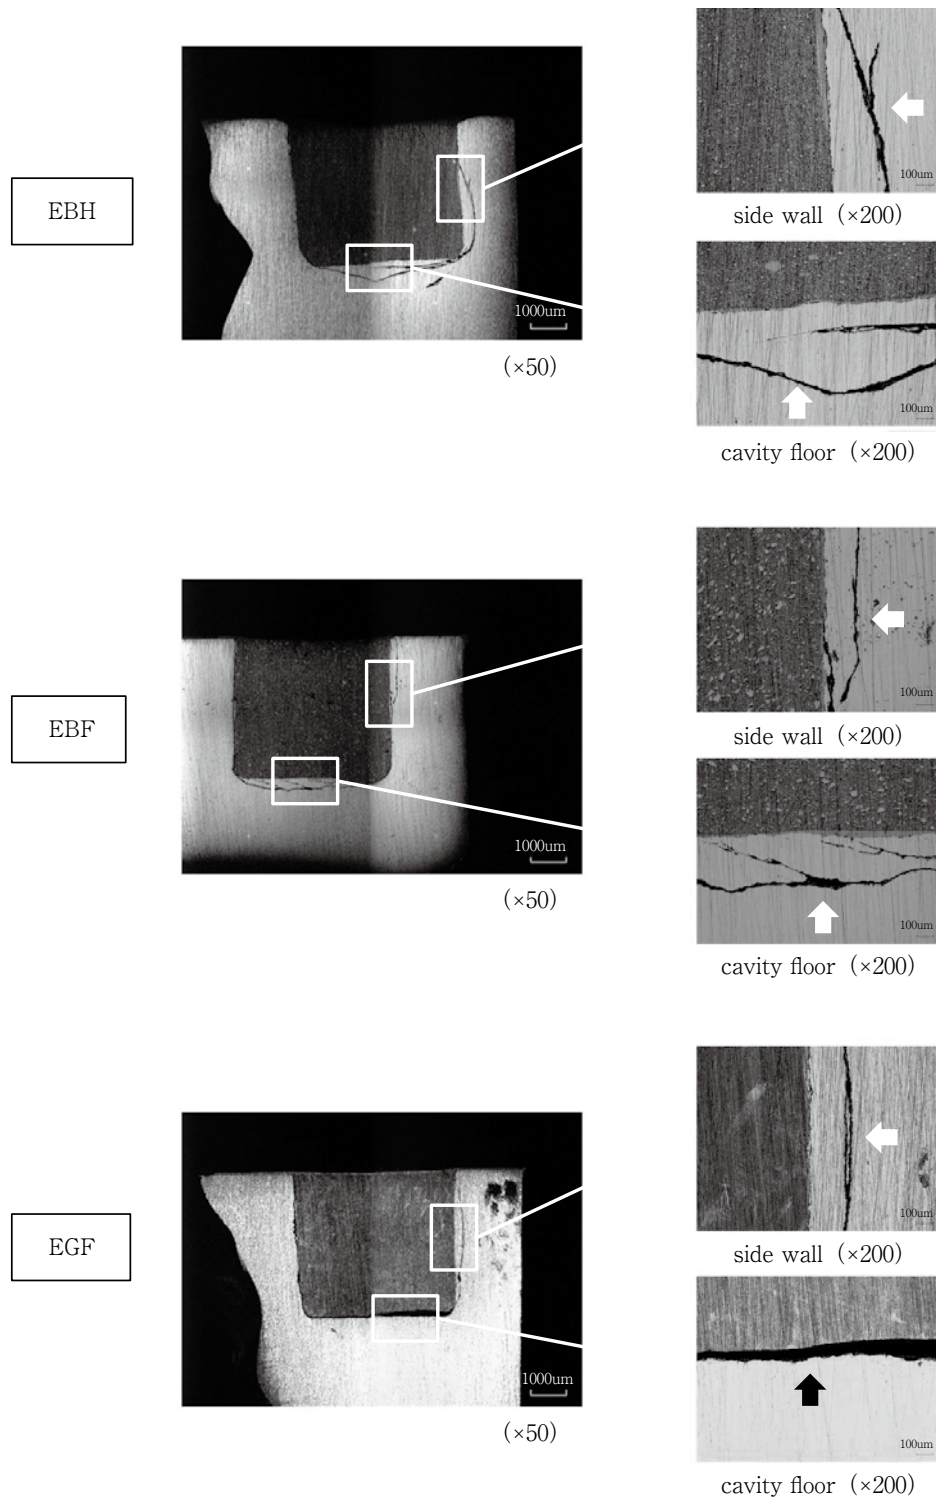 EBH
1000um
(×50)
100um
side wall (×200)
100um
cavity floor (×200)
EBF
1000um
(×50)
100um
side wall (×200)
100um
cavity floor (×200)
EGF
1000um
(×50)
100um
side wall (×200)
100um
cavity floor (×200)